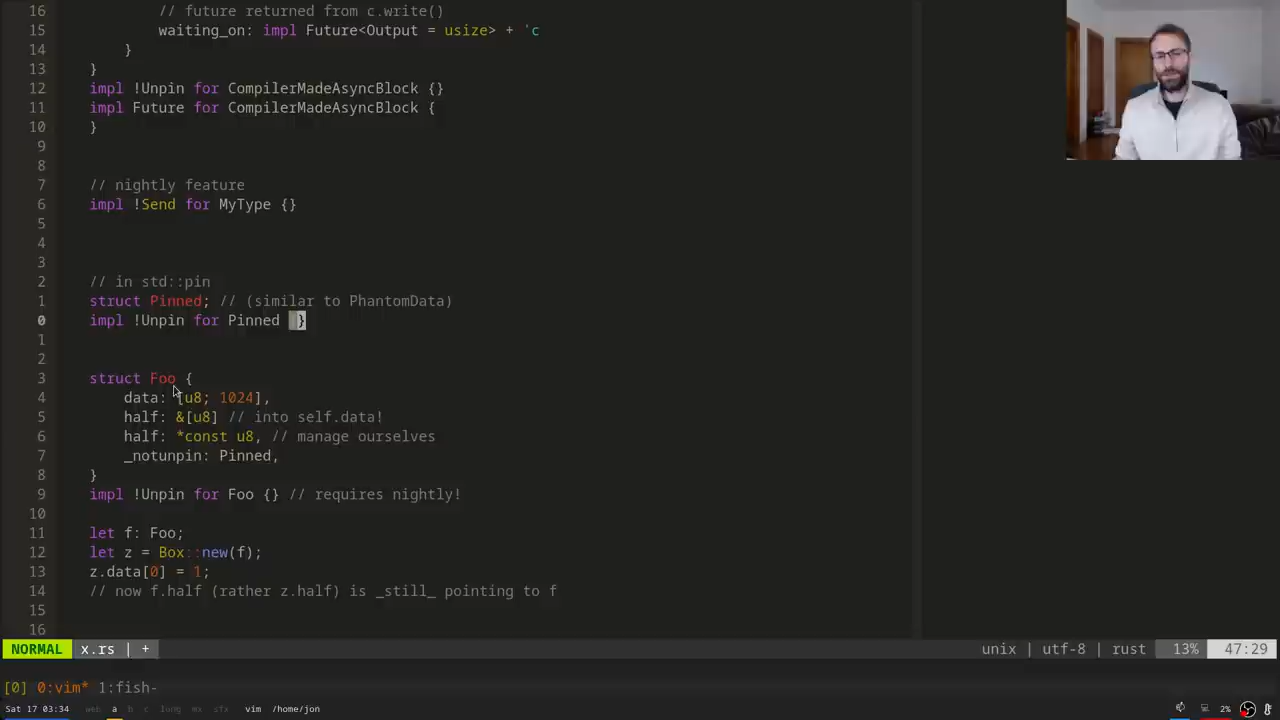 16 // future returned from c.write()
15 waiting_on: impl Future<Output = usize> + 'c
14 }
13 }
12 impl !Unpin for CompilerMadeAsyncBlock {}
11 impl Future for CompilerMadeAsyncBlock {
10 }
9
8
7 // nightly feature
6 impl !Send for MyType {}
5
4
3
2 // in std::pin
1 struct Pinned; // (similar to PhantomData)
0 impl !Unpin for Pinned {}
1
2
3 struct Foo {
4 data: [u8; 1024],
5 half: &[u8] // into self.data!
6 half: *const u8, // manage ourselves
7 _notunpin: Pinned,
8 }
9 impl !Unpin for Foo {} // requires nightly!
10
11 let f: Foo;
12 let z = Box::new(f);
13 z.data[0] = 1;
14 // now f.half (rather z.half) is _still_ pointing to f
15
16
NORMAL x.rs | + unix | utf-8 | rust 13% 47:29
[0] 0:vim* 1:fish-
Sat 17 03:34 web a b c lung mx sfx vim /home/jon 2%